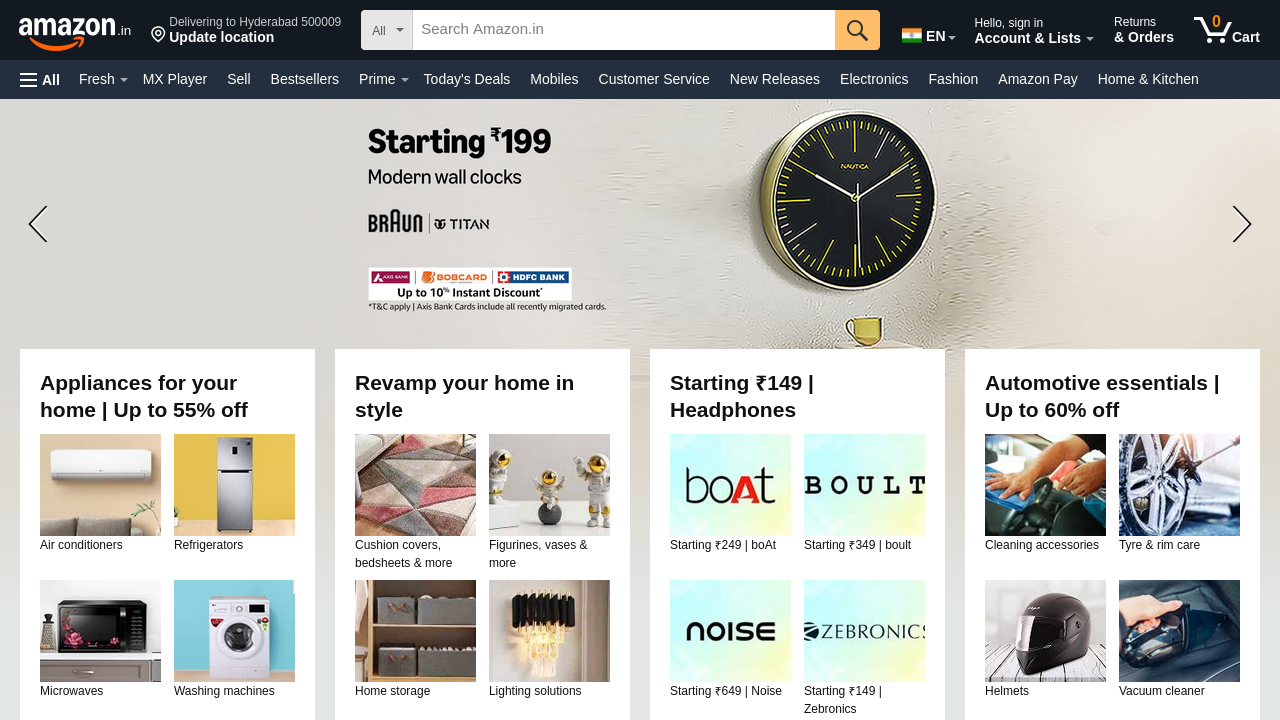 amazon.in
Delivering to Hyderabad 500009
Update location
All
Search Amazon.in
EN
Hello, sign in
Account & Lists
Returns
& Orders
0
Cart
All
Fresh
MX Player
Sell
Bestsellers
Prime
Today's Deals
Mobiles
Customer Service
New Releases
Electronics
Fashion
Amazon Pay
Home & Kitchen
Starting ₹199
Modern wall clocks
BRAUN | TITAN
NAUTICA
AXIS BANK | BOBCARD | HDFC BANK
Up to 10% Instant Discount*
*T&C apply | Axis Bank Cards include all recently migrated cards.
Appliances for your
home | Up to 55% off
Air conditioners
Refrigerators
Microwaves
Washing machines
Revamp your home in
style
Cushion covers,
bedsheets & more
Figurines, vases &
more
Home storage
Lighting solutions
Starting ₹149 |
Headphones
boAt
BOULT
Starting ₹249 | boAt
Starting ₹349 | boult
NOISE
ZEBRONICS
Starting ₹649 | Noise
Starting ₹149 |
Zebronics
Automotive essentials |
Up to 60% off
Cleaning accessories
Tyre & rim care
Helmets
Vacuum cleaner